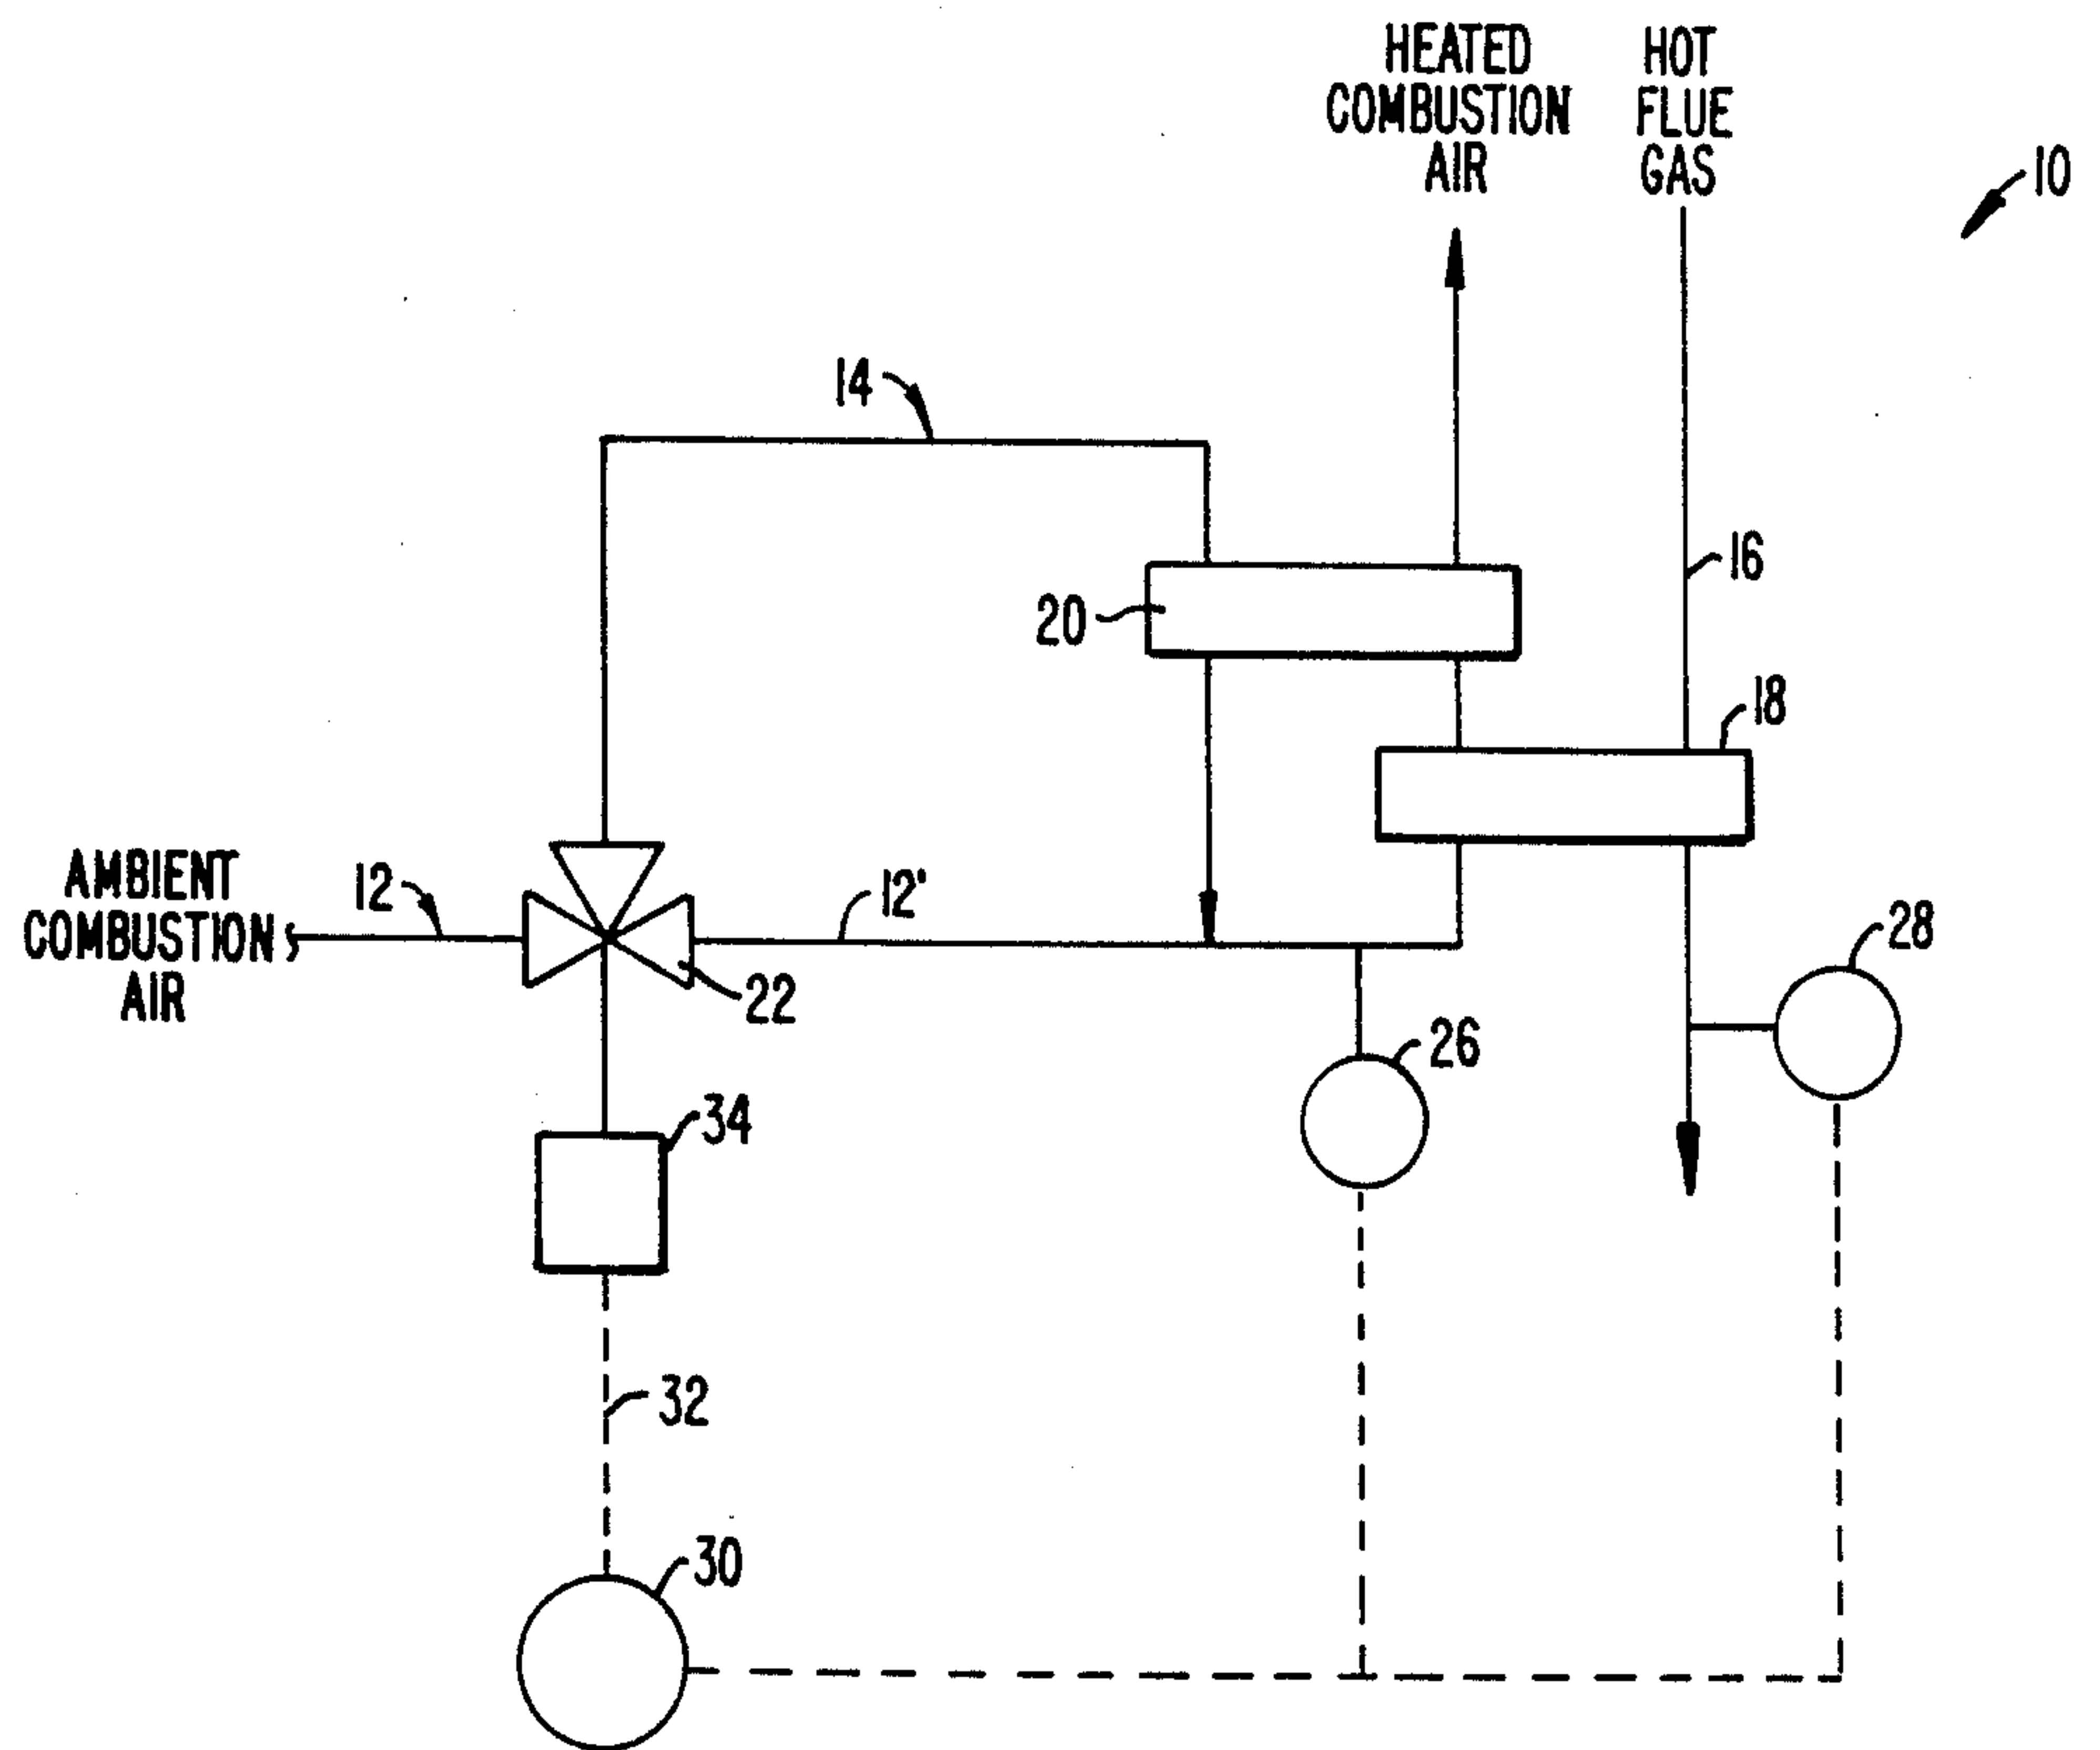 HEATED
COMBUSTION
AIR
HOT
FLUE
GAS
10
14
16
20
18
AMBIENT
COMBUSTION
AIR
12
12'
22
28
26
34
32
30